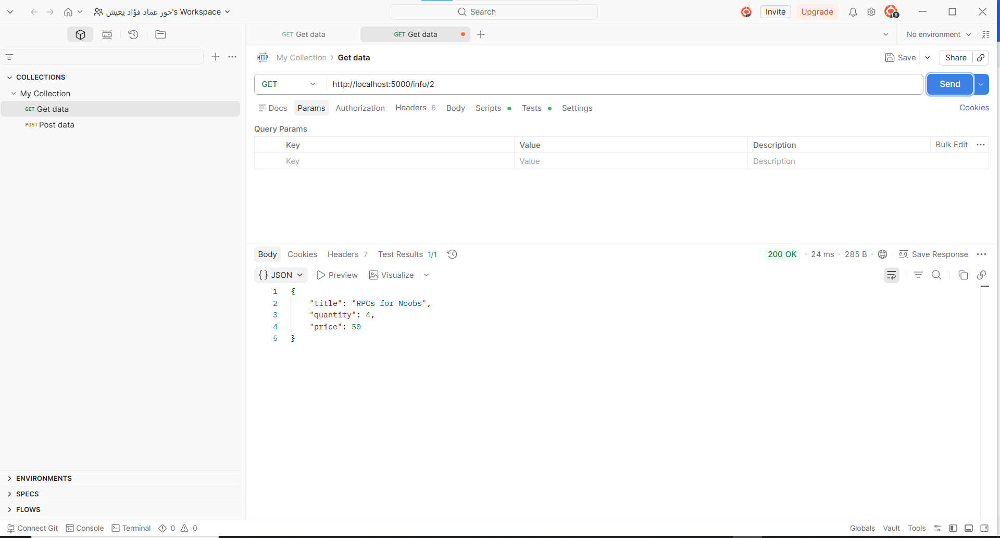 حور عماد فؤاد يعيش's Workspace
Search
Invite
Upgrade
GET Get data
GET Get data
No environment
COLLECTIONS
My Collection
GET Get data
POST Post data
ENVIRONMENTS
SPECS
FLOWS
HTTP My Collection > Get data
Save
Share
GET http://localhost:5000/info/2
Send
Docs Params Authorization Headers 6 Body Scripts Tests Settings
Cookies
Query Params
Key Value Description Bulk Edit
Key Value Description
Body Cookies Headers 7 Test Results 1/1
200 OK • 24 ms • 285 B • e.g. Save Response
{} JSON Preview Visualize
1 {
2 "title": "RPCs for Noobs",
3 "quantity": 4,
4 "price": 50
5 }
Connect Git Console Terminal 0 0
Globals Vault Tools